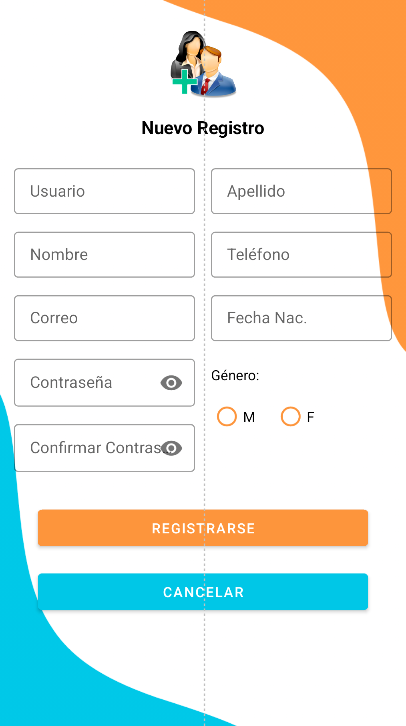 Nuevo Registro
Usuario
Apellido
Nombre
Teléfono
Correo
Fecha Nac.
Contraseña
Género:
M
F
Confirmar Contras
REGISTRARSE
CANCELAR